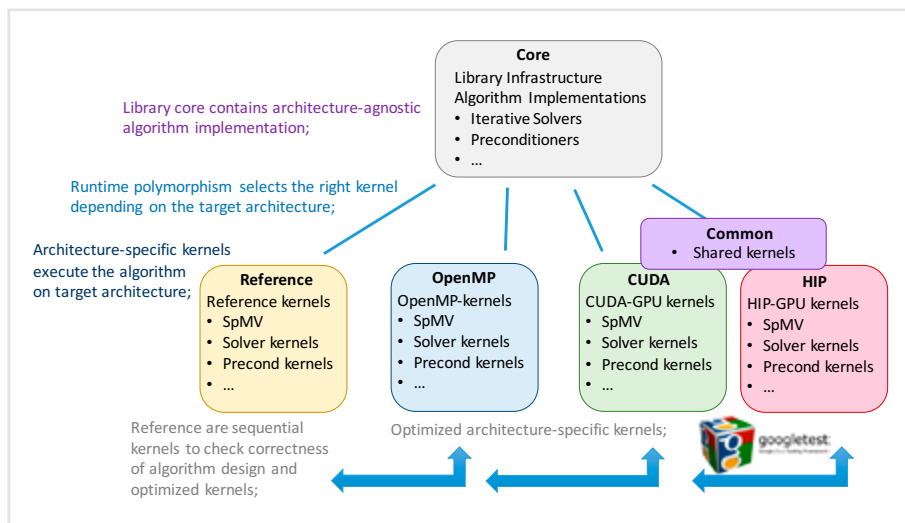 Core
Library Infrastructure
Algorithm Implementations
• Iterative Solvers
• Preconditioners
• ...
Library core contains architecture-agnostic
algorithm implementation;
Runtime polymorphism selects the right kernel
depending on the target architecture;
Architecture-specific kernels
execute the algorithm
on target architecture;
Common
• Shared kernels
Reference
Reference kernels
• SpMV
• Solver kernels
• Precond kernels
• ...
OpenMP
OpenMP-kernels
• SpMV
• Solver kernels
• Precond kernels
• ...
CUDA
CUDA-GPU kernels
• SpMV
• Solver kernels
• Precond kernels
• ...
HIP
HIP-GPU kernels
• SpMV
• Solver kernels
• Precond kernels
• ...
Reference are sequential
kernels to check correctness
of algorithm design and
optimized kernels;
Optimized architecture-specific kernels;
googletest